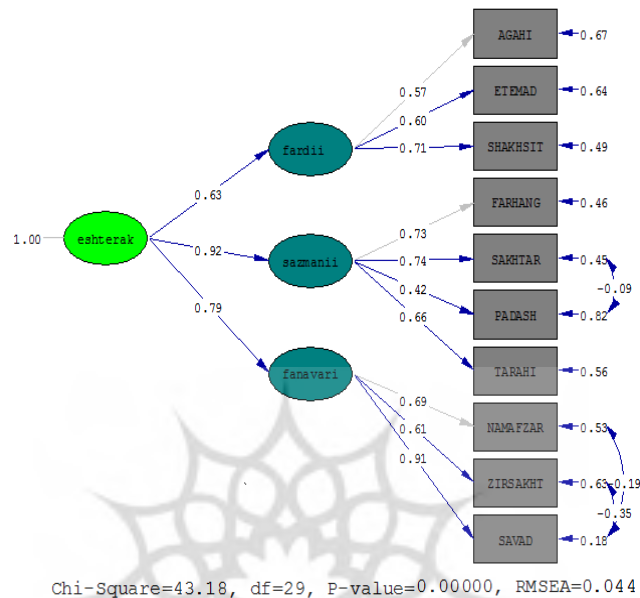 AGAHI
0.67
0.57
ETEMAD
0.64
0.60
fardii
0.71
SHAKHSIT
0.49
0.63
FARHANG
0.46
0.73
1.00
eshterak
0.92
sazmanii
0.74
SAKHTAR
0.45
-0.09
0.42
PADASH
0.82
0.79
0.66
TARAHI
0.56
fanavari
0.69
NAMAFZAR
0.53
0.61
0.91
ZIRSAKHT
0.63
-0.19
-0.35
SAVAD
0.18
Chi-Square=43.18, df=29, P-value=0.00000, RMSEA=0.044